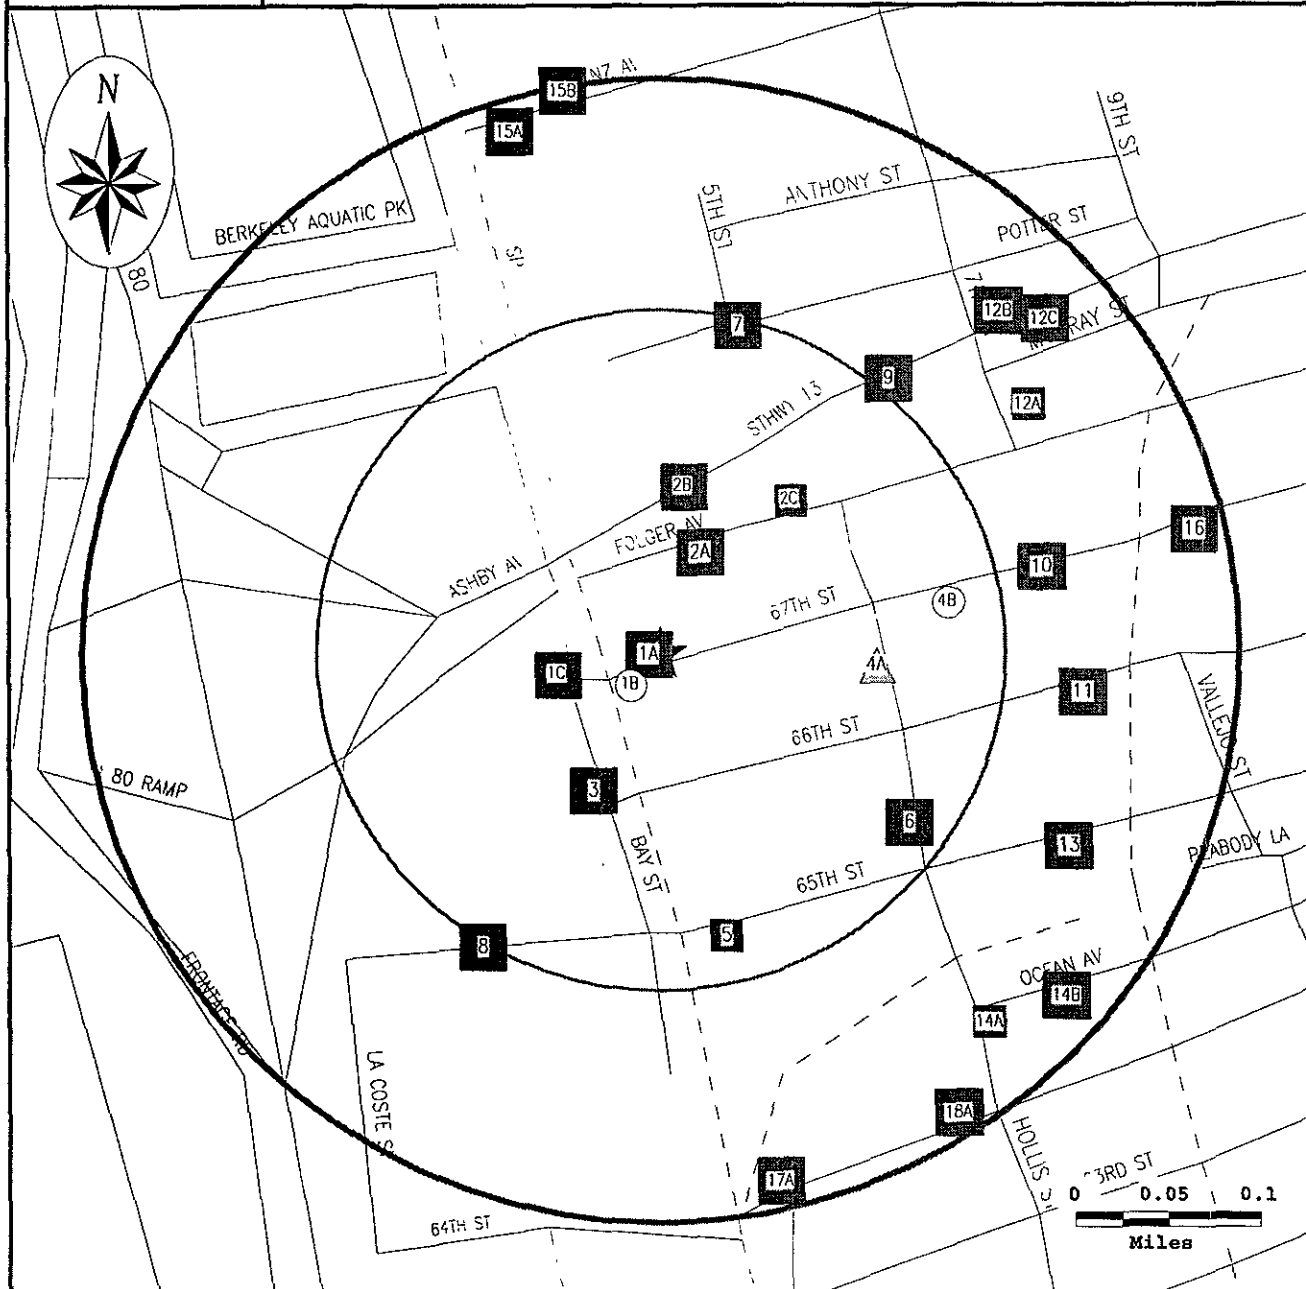 N
15B
15A
9TH ST
ANTHONY ST
5TH ST
BERKELEY AQUATIC PK
POTTER ST
80
12B
12C
7
9
12A
STHWY 13
2B
2C
16
FOLGER AV
2A
10
ASHBY AV
67TH ST
4B
1A
4A
1C
1B
11
66TH ST
VALLEJO ST
80 RAMP
3
6
13
BAY ST
PEABODY LA
65TH ST
5
8
OCEAN AV
FRONTAGE RD
14B
14A
LA COSTE S
18A
HOLLIS S
17A
3RD ST
0 0.05 0.1
64TH ST
Miles